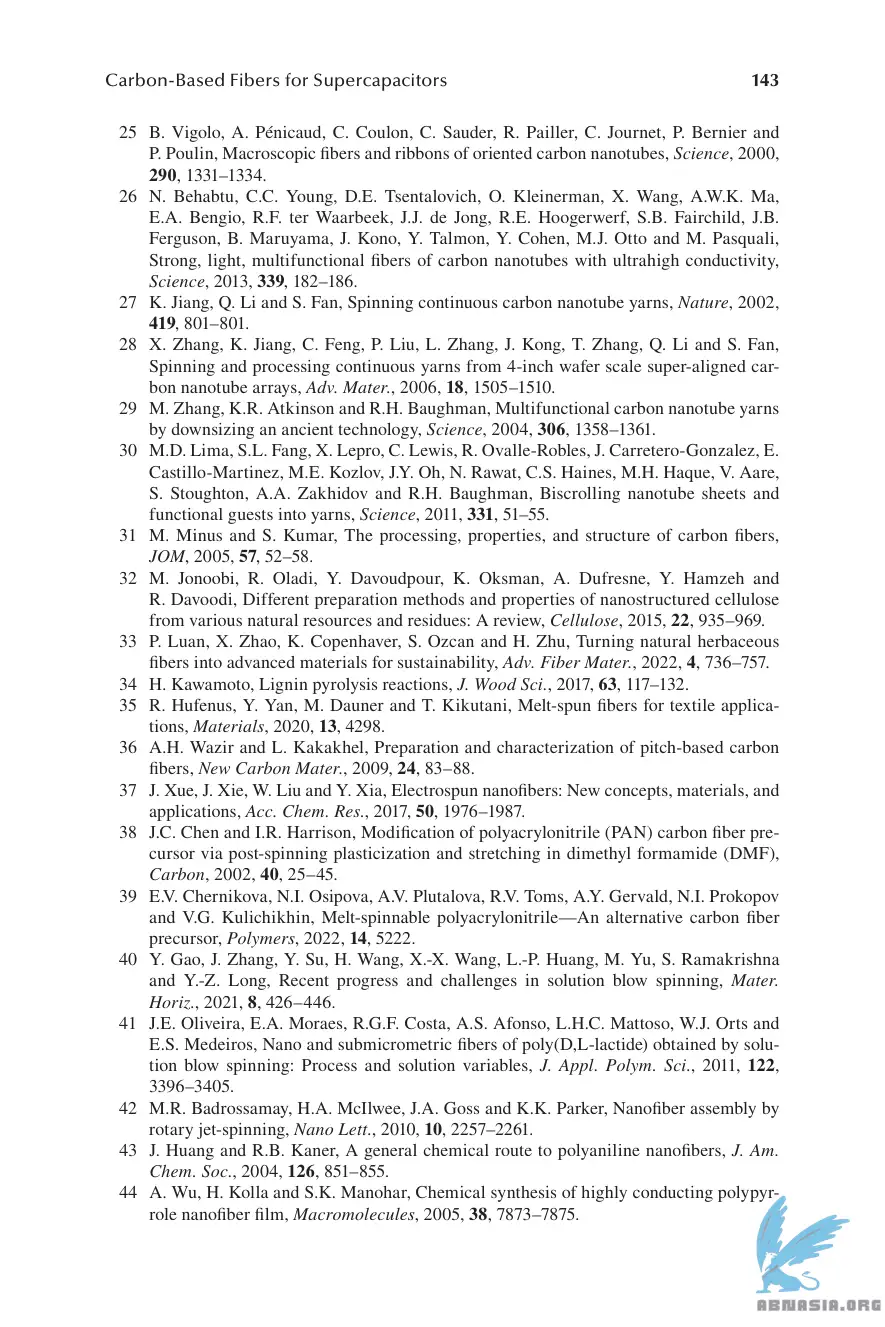 Carbon-Based Fibers for Supercapacitors 143
25 B. Vigolo, A. Pénicaud, C. Coulon, C. Sauder, R. Pailler, C. Journet, P. Bernier and
P. Poulin, Macroscopic fibers and ribbons of oriented carbon nanotubes, Science, 2000,
290, 1331–1334.
26 N. Behabtu, C.C. Young, D.E. Tsentalovich, O. Kleinerman, X. Wang, A.W.K. Ma,
E.A. Bengio, R.F. ter Waarbeek, J.J. de Jong, R.E. Hoogerwerf, S.B. Fairchild, J.B.
Ferguson, B. Maruyama, J. Kono, Y. Talmon, Y. Cohen, M.J. Otto and M. Pasquali,
Strong, light, multifunctional fibers of carbon nanotubes with ultrahigh conductivity,
Science, 2013, 339, 182–186.
27 K. Jiang, Q. Li and S. Fan, Spinning continuous carbon nanotube yarns, Nature, 2002,
419, 801–801.
28 X. Zhang, K. Jiang, C. Feng, P. Liu, L. Zhang, J. Kong, T. Zhang, Q. Li and S. Fan,
Spinning and processing continuous yarns from 4-inch wafer scale super-aligned car-
bon nanotube arrays, Adv. Mater., 2006, 18, 1505–1510.
29 M. Zhang, K.R. Atkinson and R.H. Baughman, Multifunctional carbon nanotube yarns
by downsizing an ancient technology, Science, 2004, 306, 1358–1361.
30 M.D. Lima, S.L. Fang, X. Lepro, C. Lewis, R. Ovalle-Robles, J. Carretero-Gonzalez, E.
Castillo-Martinez, M.E. Kozlov, J.Y. Oh, N. Rawat, C.S. Haines, M.H. Haque, V. Aare,
S. Stoughton, A.A. Zakhidov and R.H. Baughman, Biscrolling nanotube sheets and
functional guests into yarns, Science, 2011, 331, 51–55.
31 M. Minus and S. Kumar, The processing, properties, and structure of carbon fibers,
JOM, 2005, 57, 52–58.
32 M. Jonoobi, R. Oladi, Y. Davoudpour, K. Oksman, A. Dufresne, Y. Hamzeh and
R. Davoodi, Different preparation methods and properties of nanostructured cellulose
from various natural resources and residues: A review, Cellulose, 2015, 22, 935–969.
33 P. Luan, X. Zhao, K. Copenhaver, S. Ozcan and H. Zhu, Turning natural herbaceous
fibers into advanced materials for sustainability, Adv. Fiber Mater., 2022, 4, 736–757.
34 H. Kawamoto, Lignin pyrolysis reactions, J. Wood Sci., 2017, 63, 117–132.
35 R. Hufenus, Y. Yan, M. Dauner and T. Kikutani, Melt-spun fibers for textile applica-
tions, Materials, 2020, 13, 4298.
36 A.H. Wazir and L. Kakakhel, Preparation and characterization of pitch-based carbon
fibers, New Carbon Mater., 2009, 24, 83–88.
37 J. Xue, J. Xie, W. Liu and Y. Xia, Electrospun nanofibers: New concepts, materials, and
applications, Acc. Chem. Res., 2017, 50, 1976–1987.
38 J.C. Chen and I.R. Harrison, Modification of polyacrylonitrile (PAN) carbon fiber pre-
cursor via post-spinning plasticization and stretching in dimethyl formamide (DMF),
Carbon, 2002, 40, 25–45.
39 E.V. Chernikova, N.I. Osipova, A.V. Plutalova, R.V. Toms, A.Y. Gervald, N.I. Prokopov
and V.G. Kulichikhin, Melt-spinnable polyacrylonitrile—An alternative carbon fiber
precursor, Polymers, 2022, 14, 5222.
40 Y. Gao, J. Zhang, Y. Su, H. Wang, X.-X. Wang, L.-P. Huang, M. Yu, S. Ramakrishna
and Y.-Z. Long, Recent progress and challenges in solution blow spinning, Mater.
Horiz., 2021, 8, 426–446.
41 J.E. Oliveira, E.A. Moraes, R.G.F. Costa, A.S. Afonso, L.H.C. Mattoso, W.J. Orts and
E.S. Medeiros, Nano and submicrometric fibers of poly(D,L-lactide) obtained by solu-
tion blow spinning: Process and solution variables, J. Appl. Polym. Sci., 2011, 122,
3396–3405.
42 M.R. Badrossamay, H.A. McIlwee, J.A. Goss and K.K. Parker, Nanofiber assembly by
rotary jet-spinning, Nano Lett., 2010, 10, 2257–2261.
43 J. Huang and R.B. Kaner, A general chemical route to polyaniline nanofibers, J. Am.
Chem. Soc., 2004, 126, 851–855.
44 A. Wu, H. Kolla and S.K. Manohar, Chemical synthesis of highly conducting polypyr-
role nanofiber film, Macromolecules, 2005, 38, 7873–7875.
ABNASIA.ORG